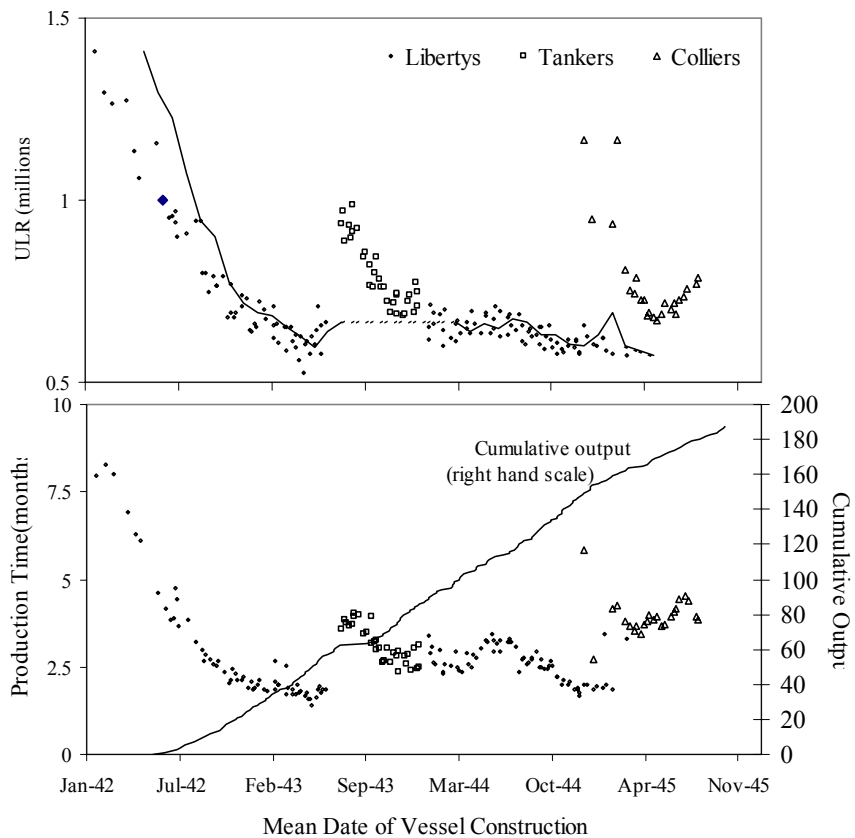 1.5
Libertys Tankers Colliers
ULR (millions
1
0.5
10 200
Cumulative output
(right hand scale)
180
160
7.5
140
120
Production Time(months
5 100
80
2.5
60
40
20
0 0
Cumulative Outpu
Jan-42 Jul-42 Feb-43 Sep-43 Mar-44 Oct-44 Apr-45 Nov-45
Mean Date of Vessel Construction